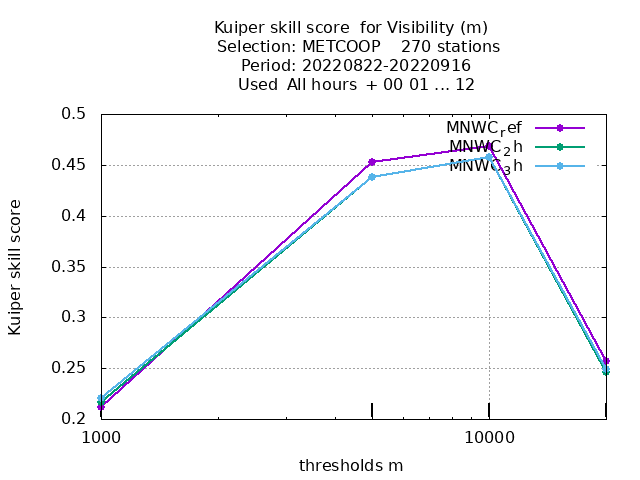 Kuiper skill score  for Visibility (m)
Selection: METCOOP    270 stations
Period: 20220822-20220916
Used  All hours  + 00 01 ... 12
0.5
0.45
0.4
0.35
0.3
0.25
0.2
Kuiper skill score
MNWCref
MNWC2h
MNWC3h
1000
10000
thresholds m